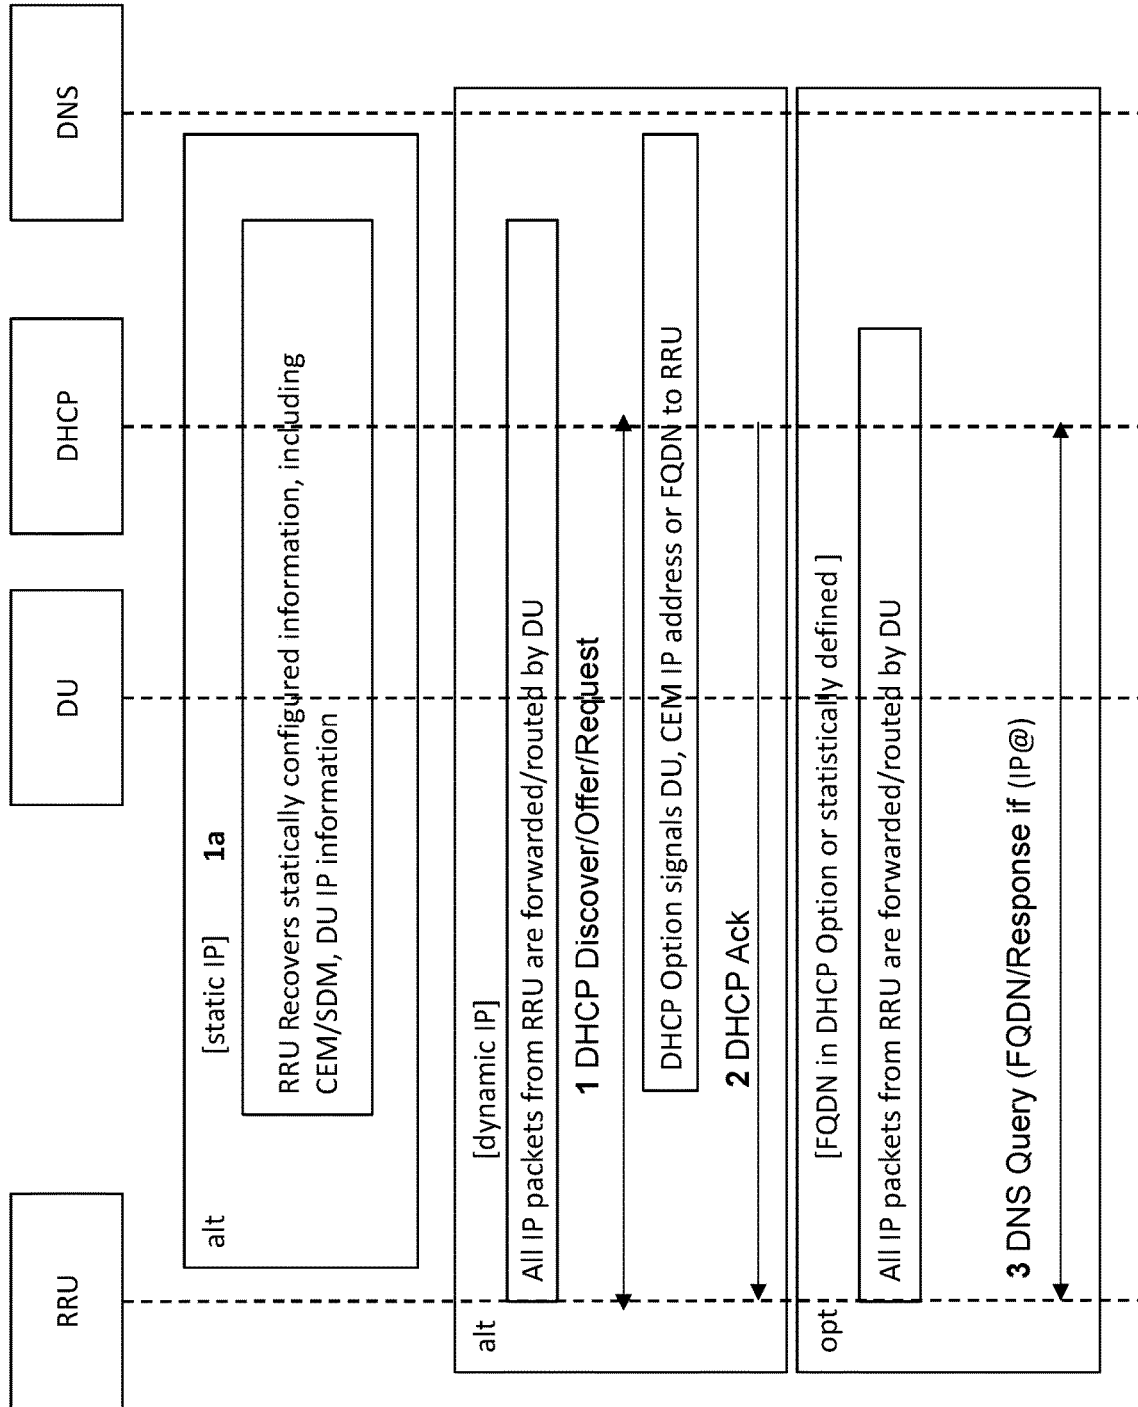 RRU
DU
DHCP
DNS
alt
[static IP]
1a
RRU Recovers statically configured information, including
CEM/SDM, DU IP information
alt
[dynamic IP]
All IP packets from RRU are forwarded/routed by DU
1 DHCP Discover/Offer/Request
DHCP Option signals DU, CEM IP address or FQDN to RRU
2 DHCP Ack
opt
[FQDN in DHCP Option or statistically defined ]
All IP packets from RRU are forwarded/routed by DU
3 DNS Query (FQDN/Response if (IP@)